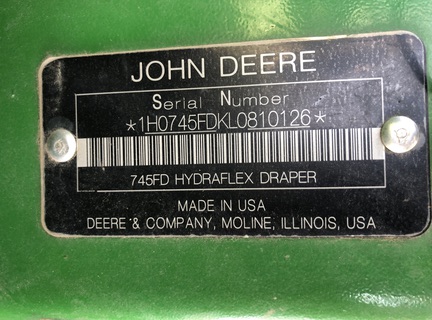 JOHN DEERE
Serial Number
*1H0745FDKL0810126*
745FD HYDRAFLEX DRAPER
MADE IN USA
DEERE & COMPANY, MOLINE, ILLINOIS, USA